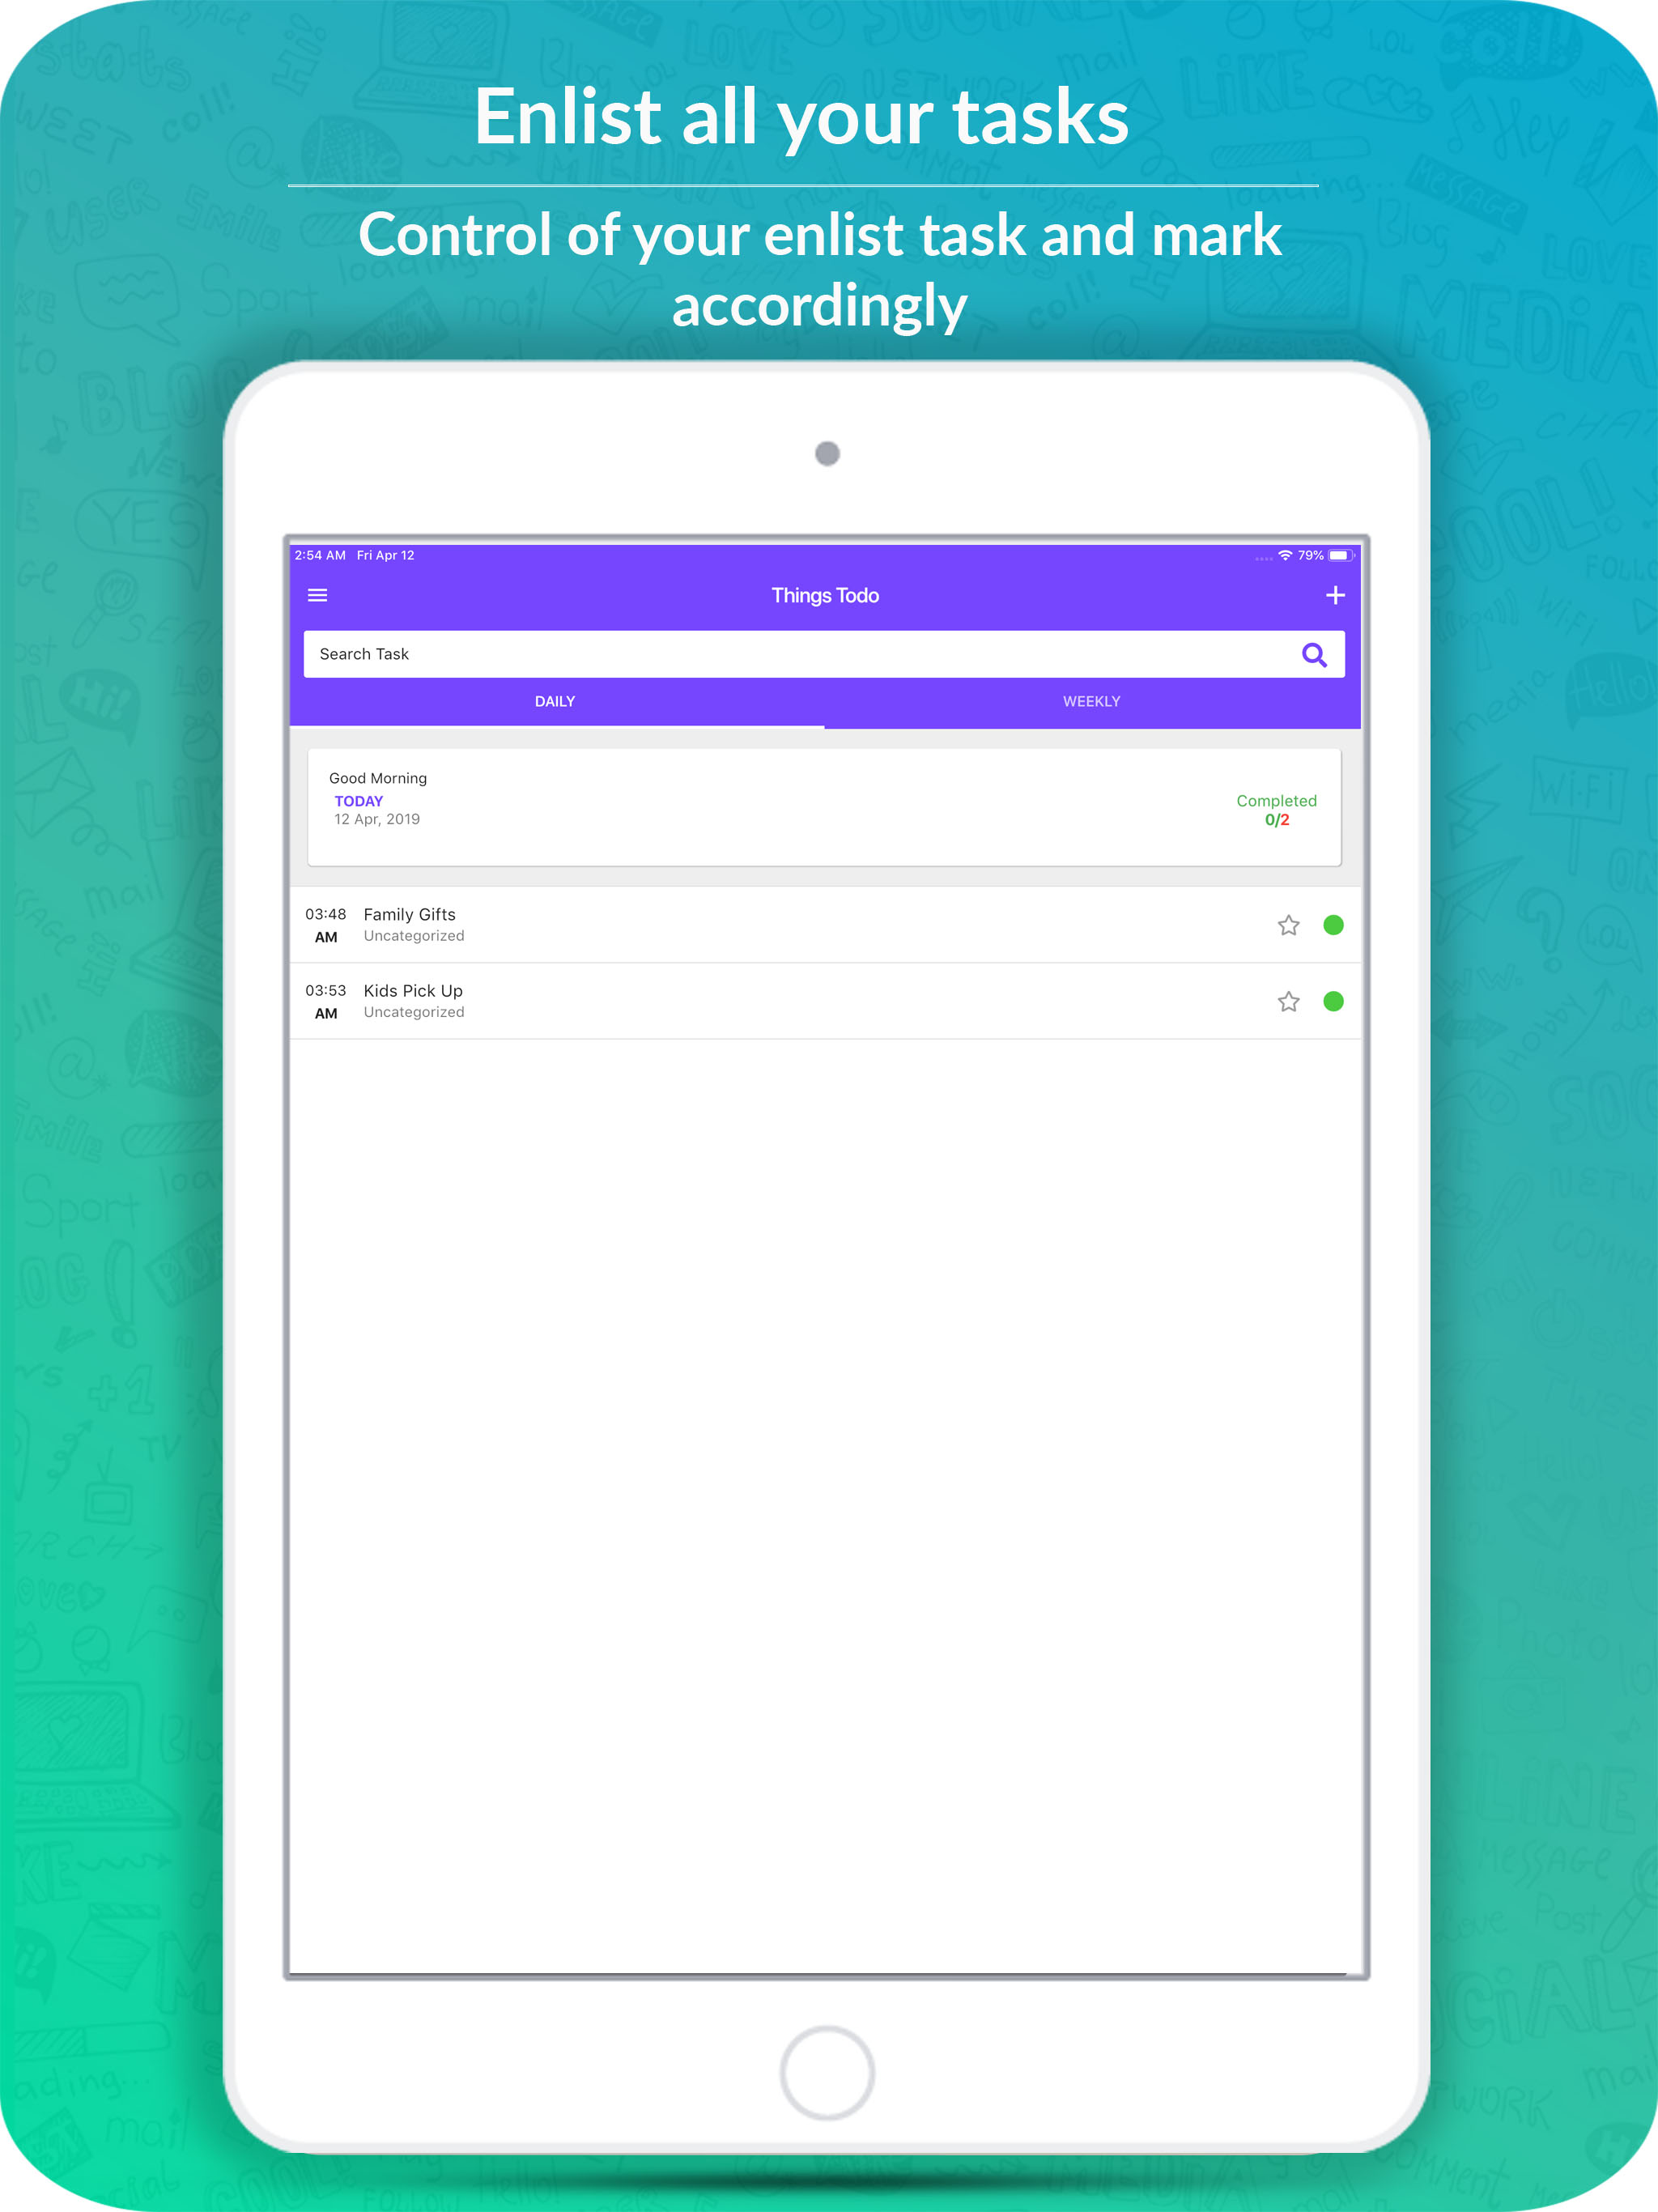 Enlist all your tasks
Control of your enlist task and mark
accordingly
2:54 AM Fri Apr 12
79%
Things Todo
Search Task
DAILY
WEEKLY
Good Morning
TODAY
12 Apr, 2019
Completed
0/2
03:48
AM
Family Gifts
Uncategorized
03:53
AM
Kids Pick Up
Uncategorized